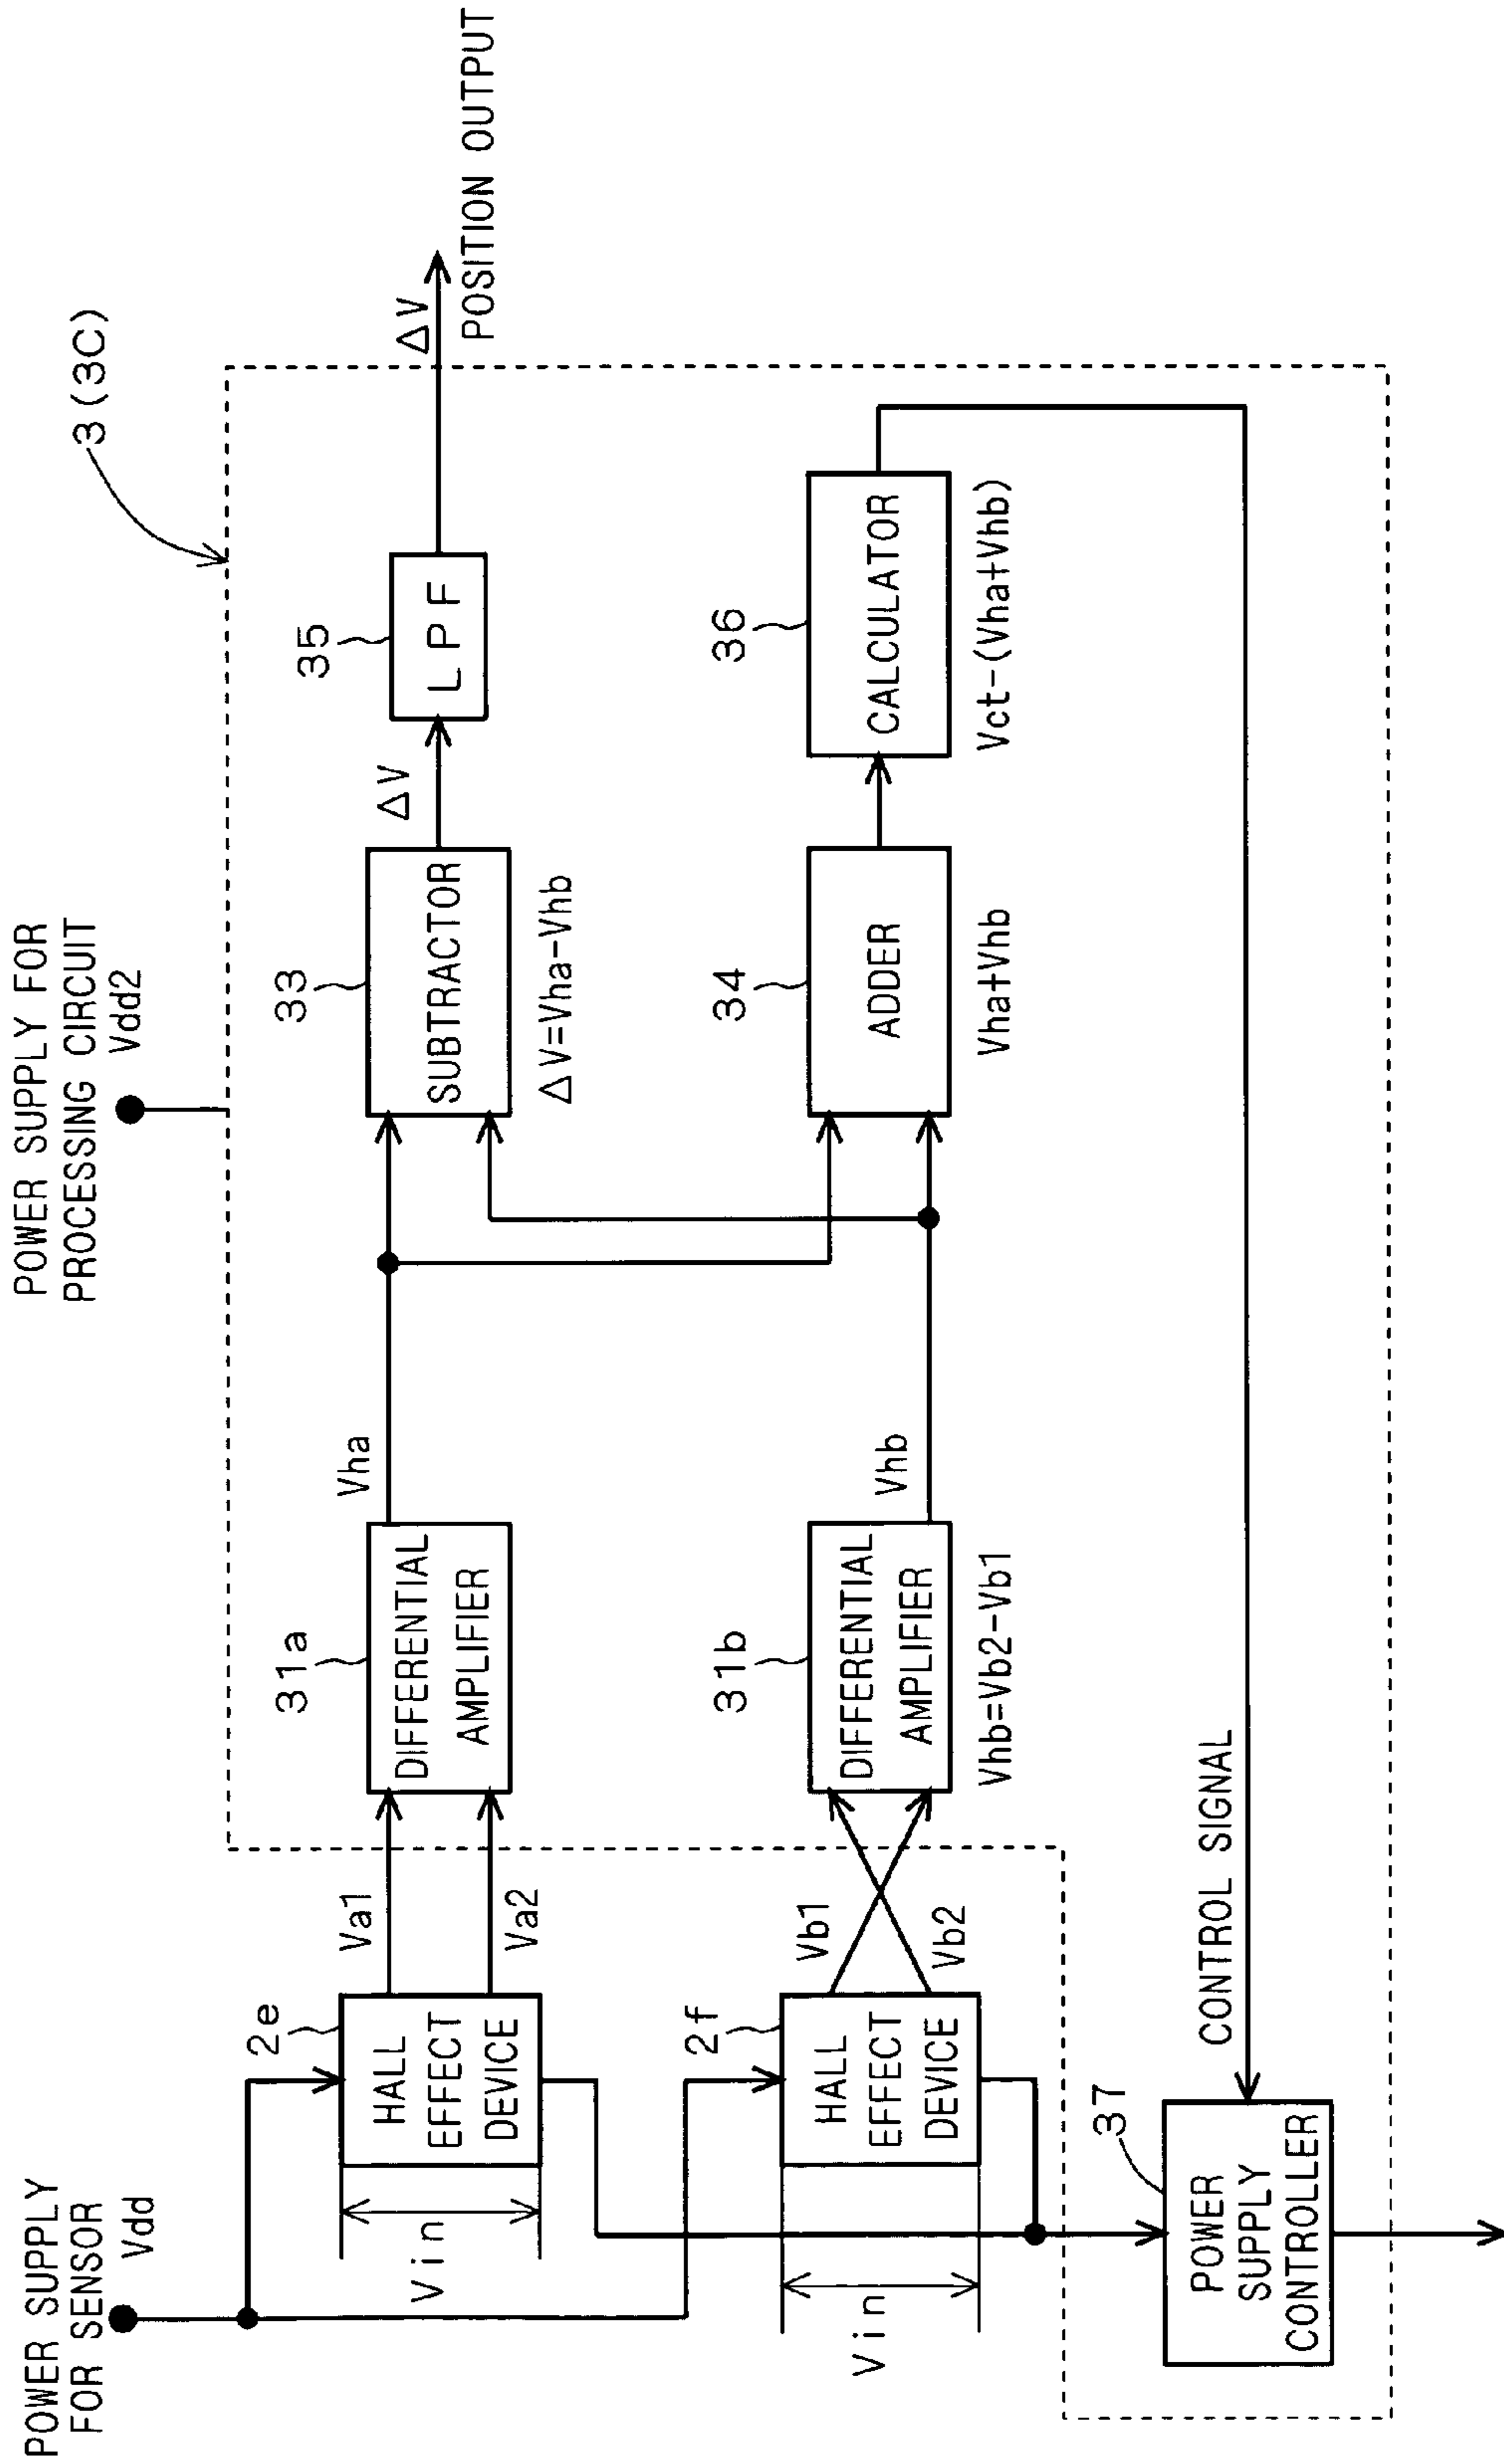 POWER SUPPLY
FOR SENSOR
Vdd
POWER SUPPLY FOR
PROCESSING CIRCUIT
Vdd2
3(3C)
2e
HALL
EFFECT
DEVICE
Vin
Va1
Va2
31a
DIFFERENTIAL
AMPLIFIER
Vha
33
SUBTRACTOR
ΔV=Vha-Vhb
ΔV
35
LPF
ΔV
POSITION OUTPUT
2f
HALL
EFFECT
DEVICE
Vin
Vb1
Vb2
31b
DIFFERENTIAL
AMPLIFIER
Vhb=Vb2-Vb1
Vhb
34
ADDER
Vha+Vhb
36
CALCULATOR
Vct-(Vha+Vhb)
37
POWER
SUPPLY
CONTROLLER
CONTROL SIGNAL